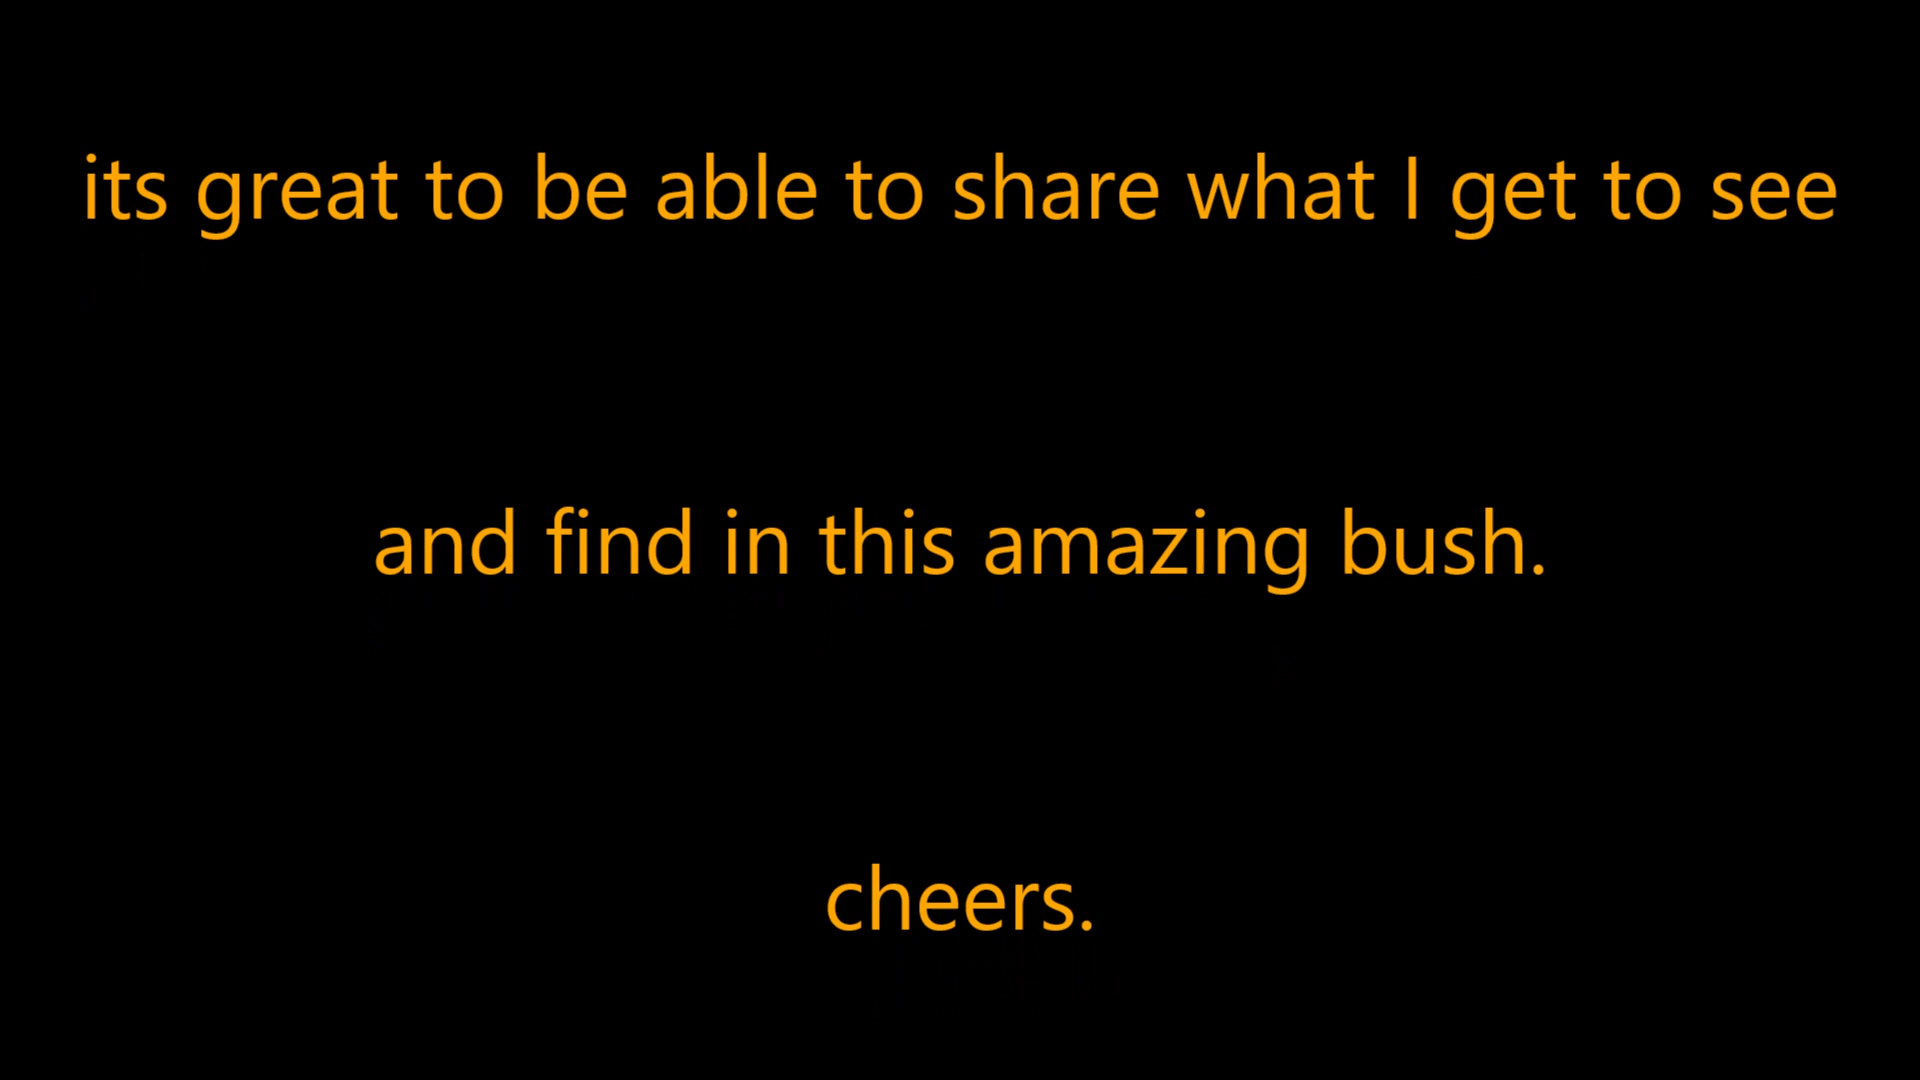 its great to be able to share what I get to see
and find in this amazing bush.
cheers.